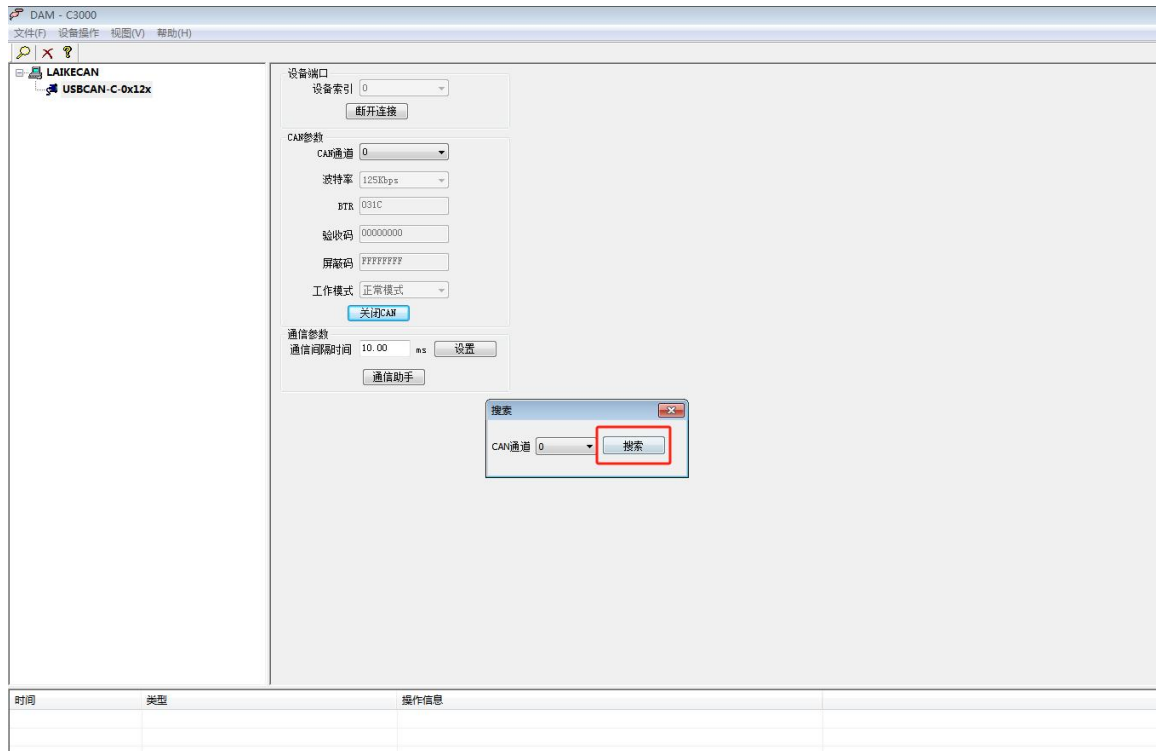 DAM - C3000
文件(F) 设备操作 视图(V) 帮助(H)
LAIKECAN
USBCAN-C-0x12x
设备端口
设备索引 0
断开连接
CAN参数
CAN通道 0
波特率 125Kbps
BTR 031C
验收码 00000000
屏蔽码 FFFFFFFF
工作模式 正常模式
关闭CAN
通信参数
通信间隔时间 10.00 ms 设置
通信助手
搜索
CAN通道 0 搜索
时间 类型 操作信息